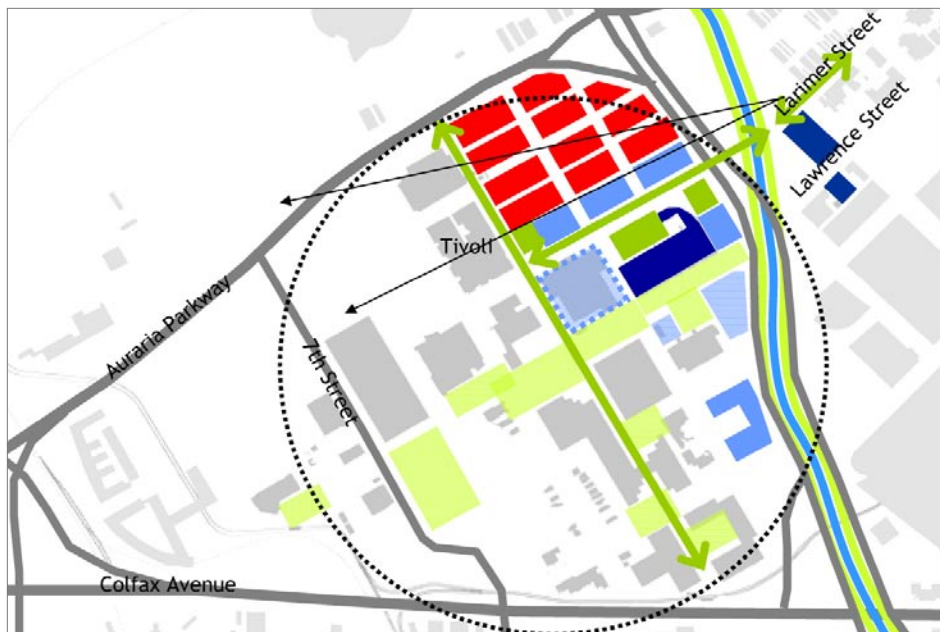 Larimer Street
Lawrence Street
Tivoli
Auraria Parkway
7th Street
Colfax Avenue